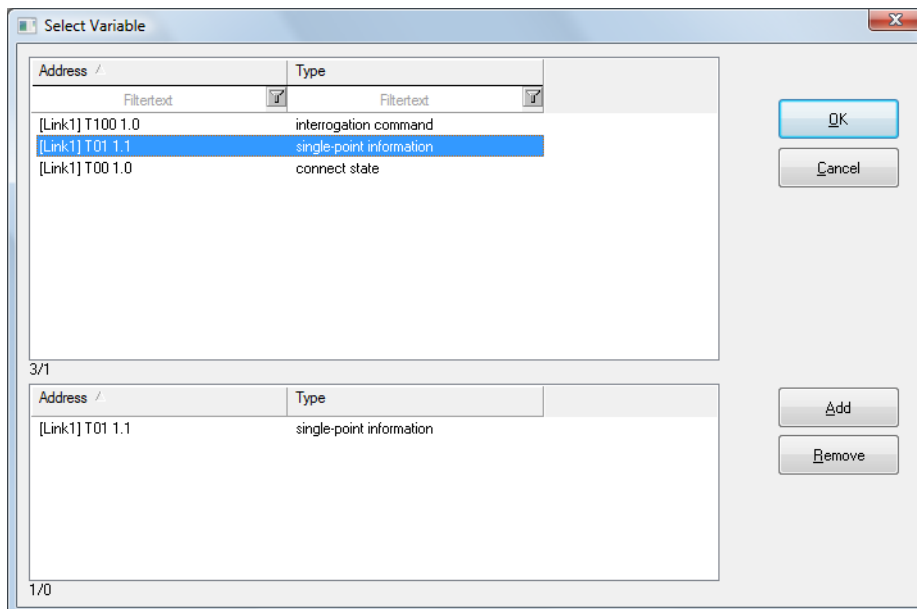 Select Variable
Address Type
Filtertext Filtertext
[Link1] T100 1.0 interrogation command
[Link1] T01 1.1 single-point information
[Link1] T00 1.0 connect state
3/1
OK
Cancel
Address Type
[Link1] T01 1.1 single-point information
1/0
Add
Remove